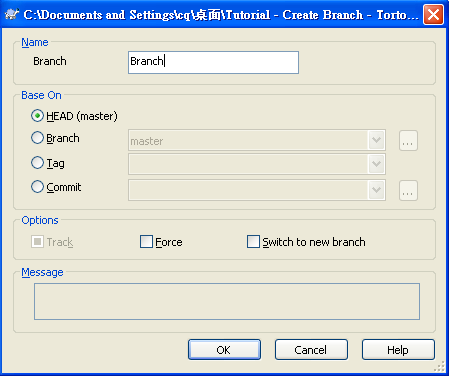 C:\Documents and Settings\cq\桌面\Tutorial - Create Branch - Torto...
Name
Branch Branch
Base On
HEAD (master)
Branch master ...
Tag
Commit ...
Options
Track Force Switch to new branch
Message
OK Cancel Help